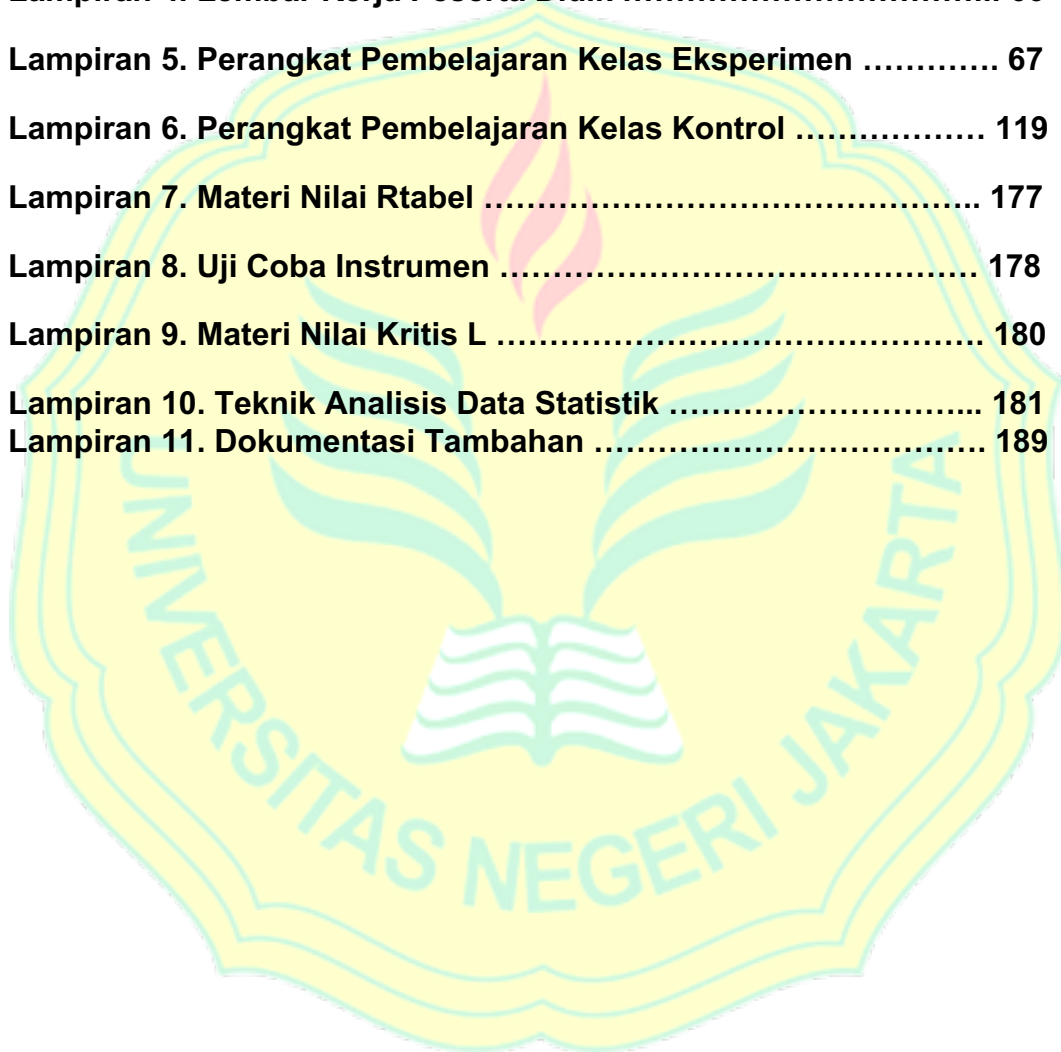 Lampiran 5. Perangkat Pembelajaran Kelas Eksperimen …………. 67
Lampiran 6. Perangkat Pembelajaran Kelas Kontrol ……………… 119
Lampiran 7. Materi Nilai Rtabel ……………………………………….. 177
Lampiran 8. Uji Coba Instrumen ……………………………………… 178
Lampiran 9. Materi Nilai Kritis L ………………………………………. 180
Lampiran 10. Teknik Analisis Data Statistik ……………………….... 181
Lampiran 11. Dokumentasi Tambahan ………………………………. 189
UNIVERSITAS NEGERI JAKARTA